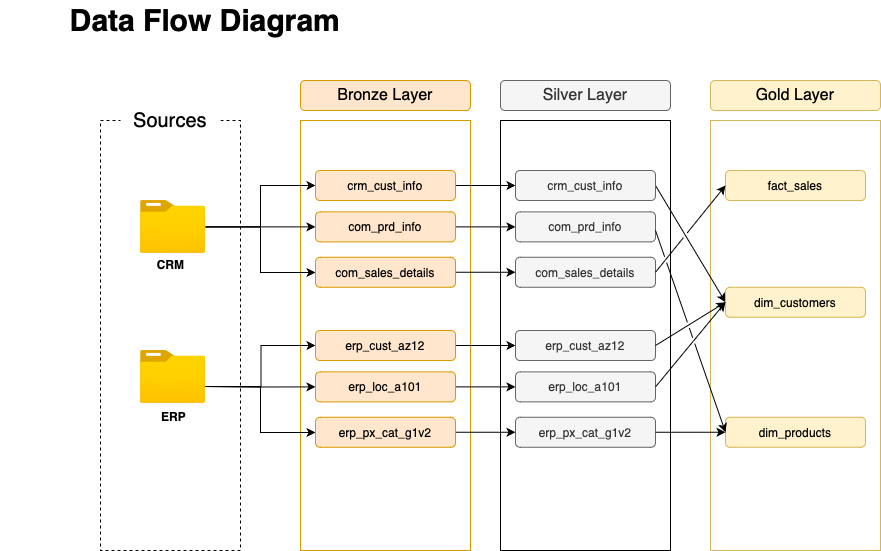 Data Flow Diagram
Sources
Bronze Layer
Silver Layer
Gold Layer
CRM
ERP
crm_cust_info
com_prd_info
com_sales_details
erp_cust_az12
erp_loc_a101
erp_px_cat_g1v2
crm_cust_info
com_prd_info
com_sales_details
erp_cust_az12
erp_loc_a101
erp_px_cat_g1v2
fact_sales
dim_customers
dim_products